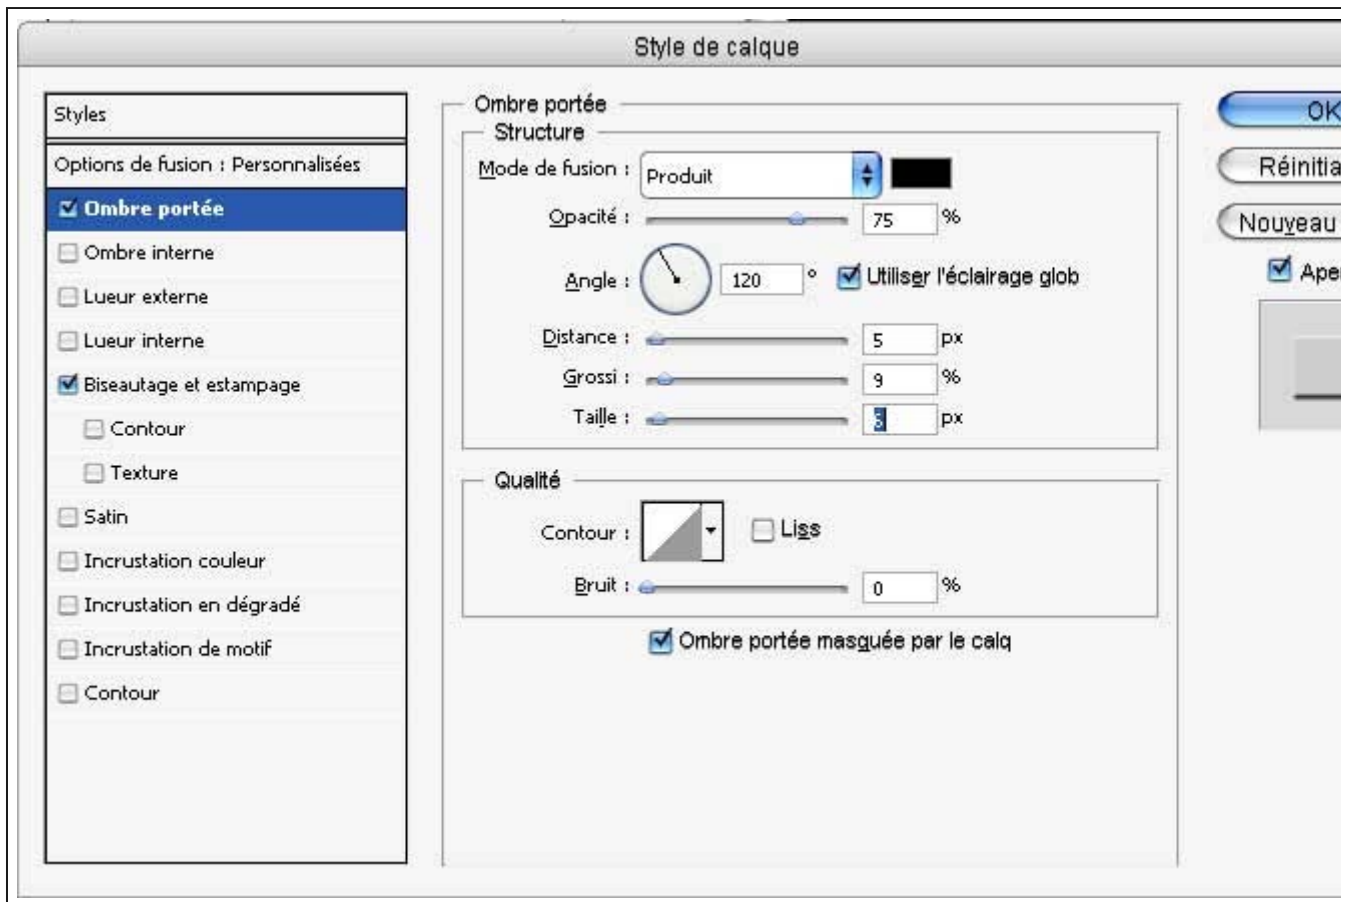 Style de calque
Styles
Options de fusion : Personnalisées
Ombre portée
Ombre interne
Lueur externe
Lueur interne
Biseautage et estampage
Contour
Texture
Satin
Incrustation couleur
Incrustation en dégradé
Incrustation de motif
Contour
Ombre portée
Structure
Mode de fusion : Produit
Opacité : 75 %
Angle : 120 ° Utiliser l'éclairage glob
Distance : 5 px
Grossi : 9 %
Taille : px
Qualité
Contour : Liss
Bruit : 0 %
Ombre portée masquée par le calq
OK
Réinitia
Nouveau
Ape